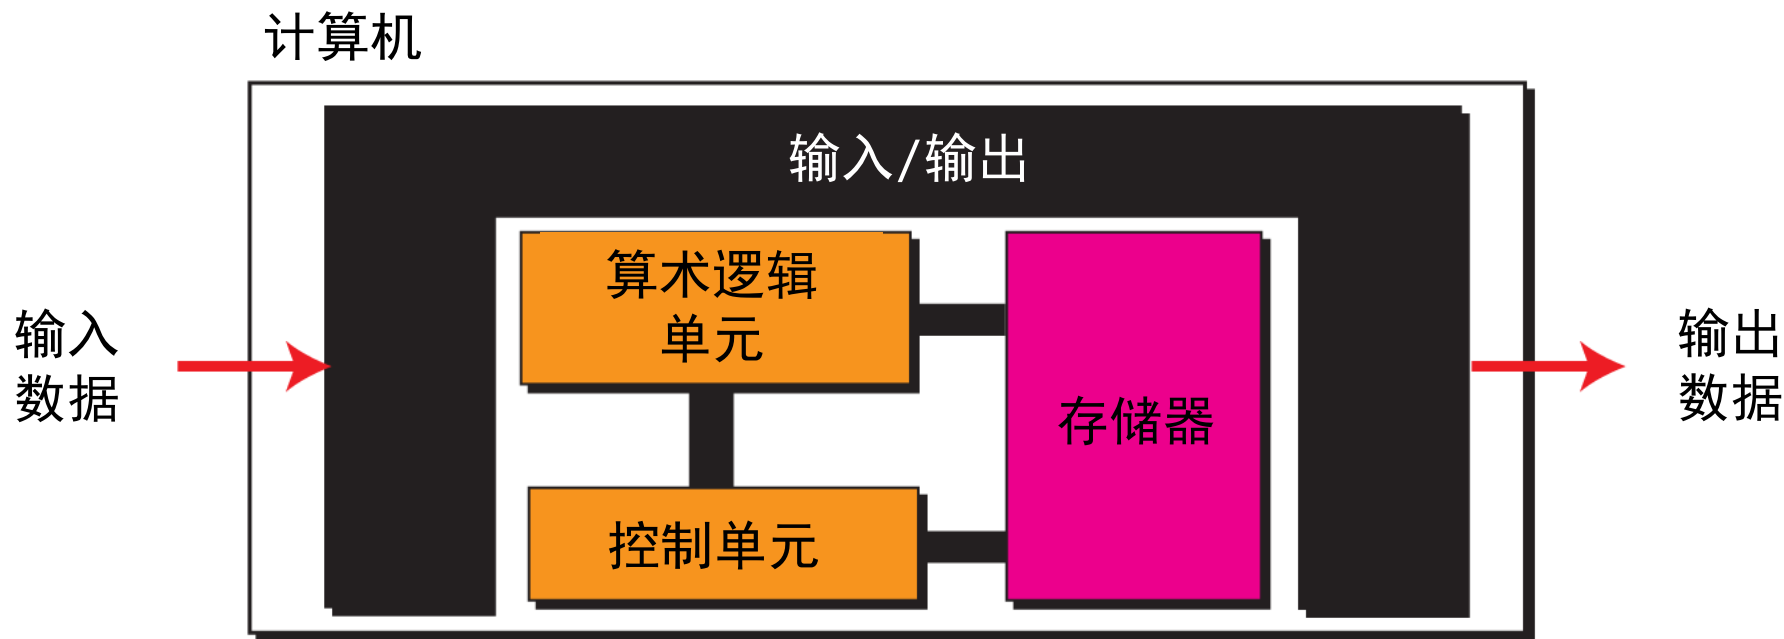 计算机
输入/输出
算术逻辑
单元
输入
数据
存储器
控制单元
输出
数据